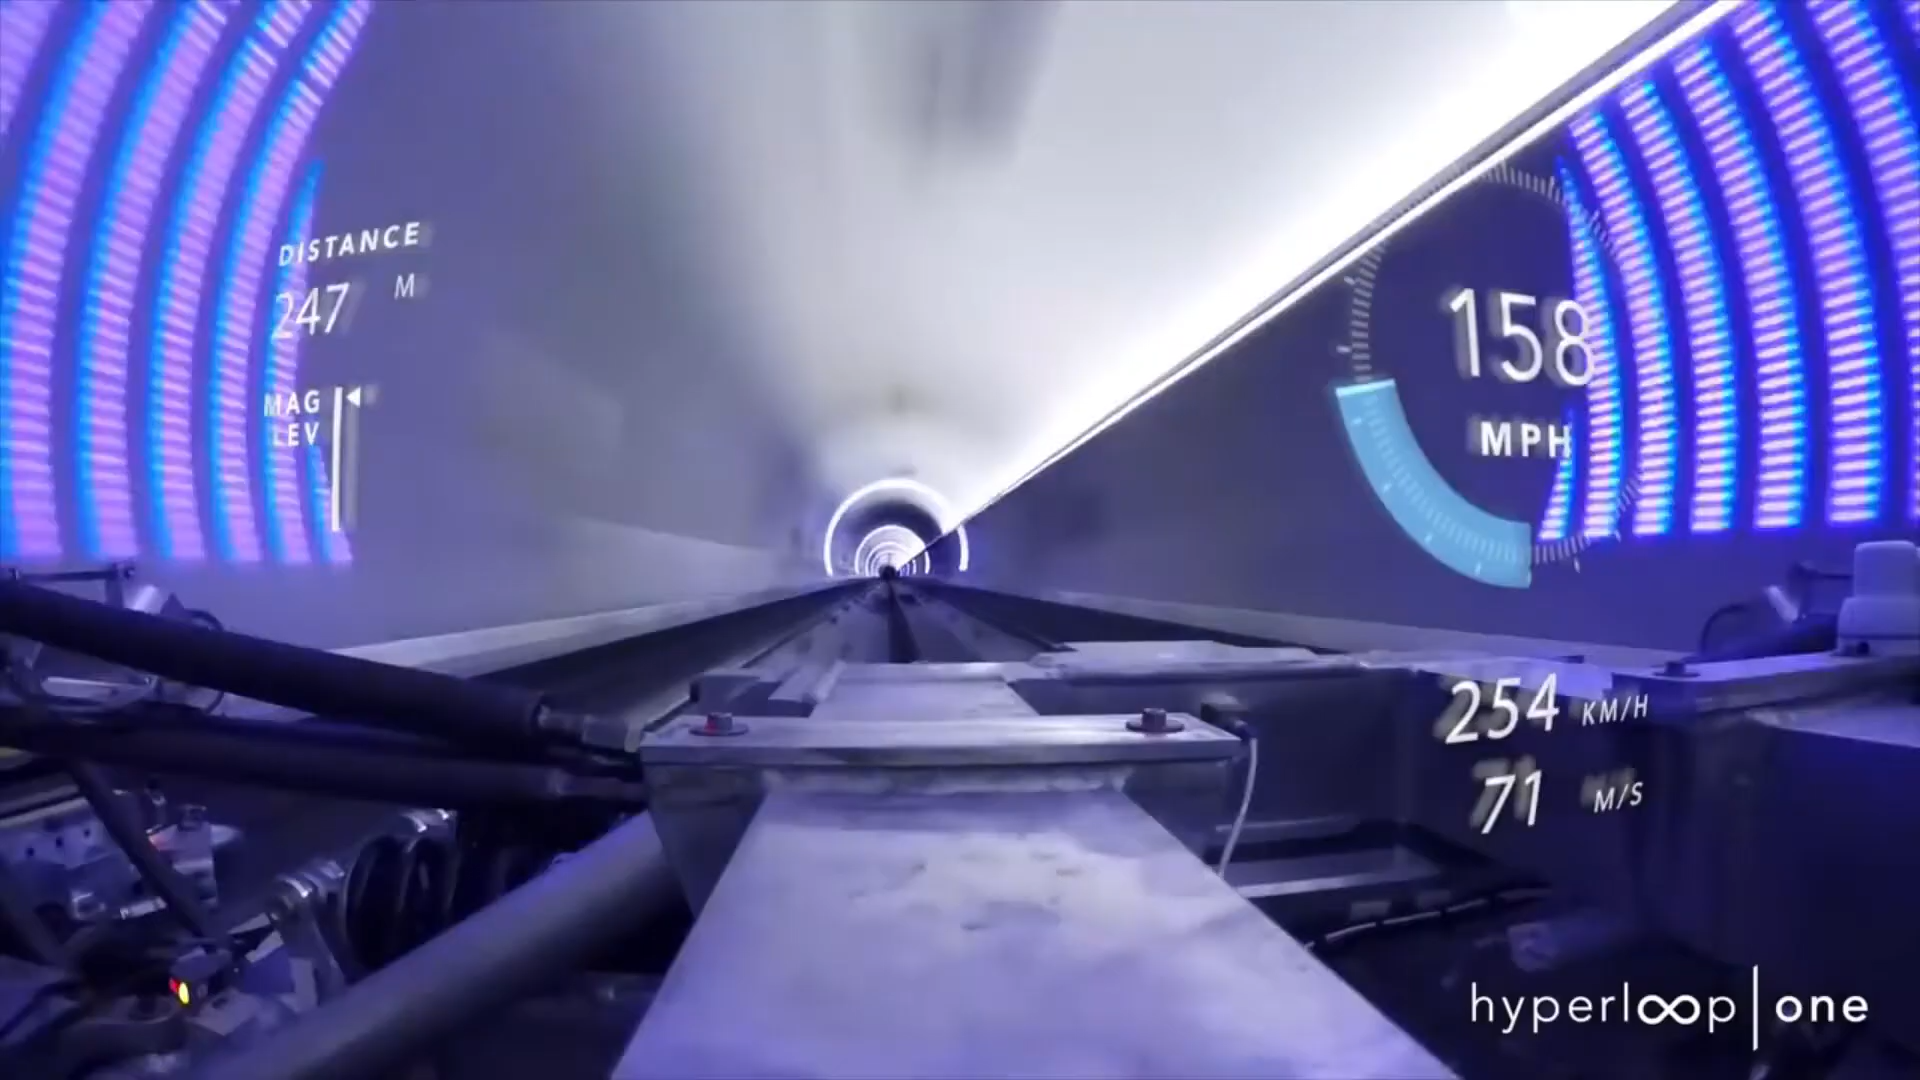 DISTANCE
247 M
MAG
LEV
158
MPH
254 KM/H
71 M/S
hyperloop | one